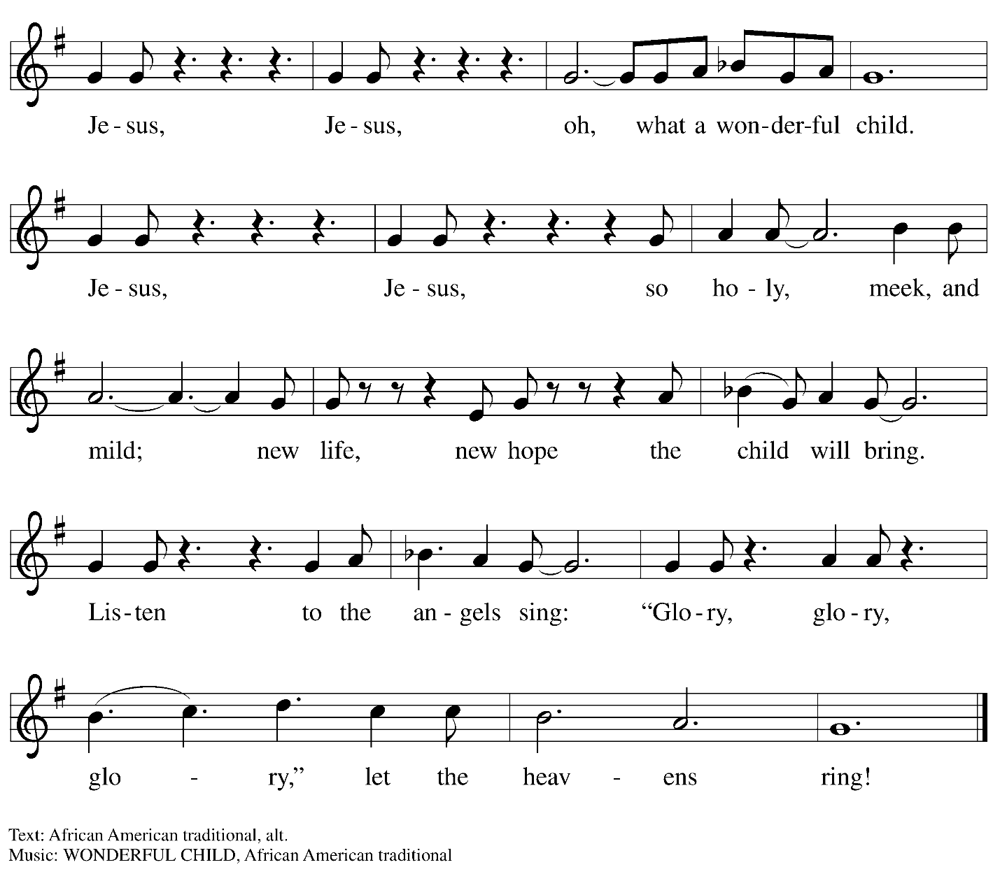 Je - sus, Je - sus, oh, what a won-der-ful child.
Je - sus, Je - sus, so ho - ly, meek, and
mild; new life, new hope the child will bring.
Lis - ten to the an - gels sing: “Glo - ry, glo - ry,
glo - ry,” let the heav - ens ring!
Text: African American traditional, alt.
Music: WONDERFUL CHILD, African American traditional